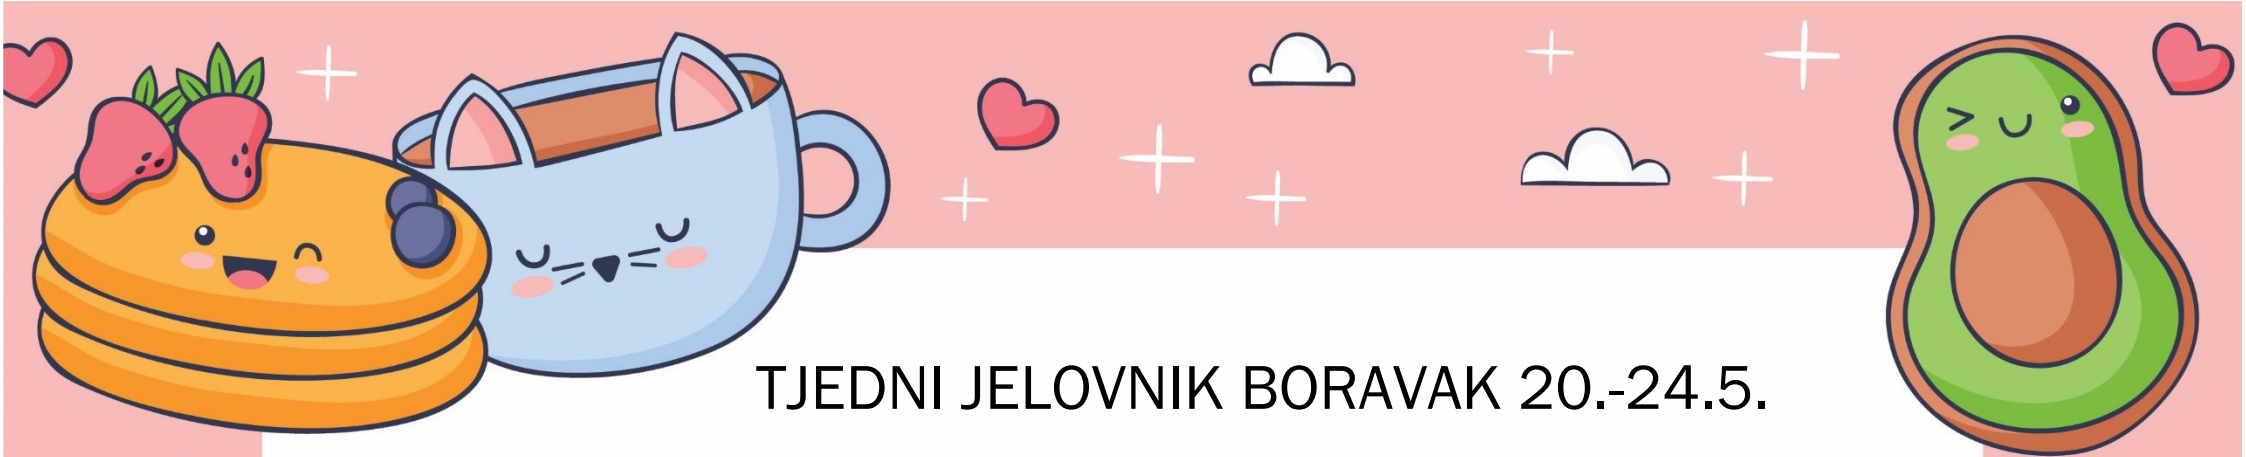 TJEDNI JELOVNIK BORAVAK 20.-24.5.